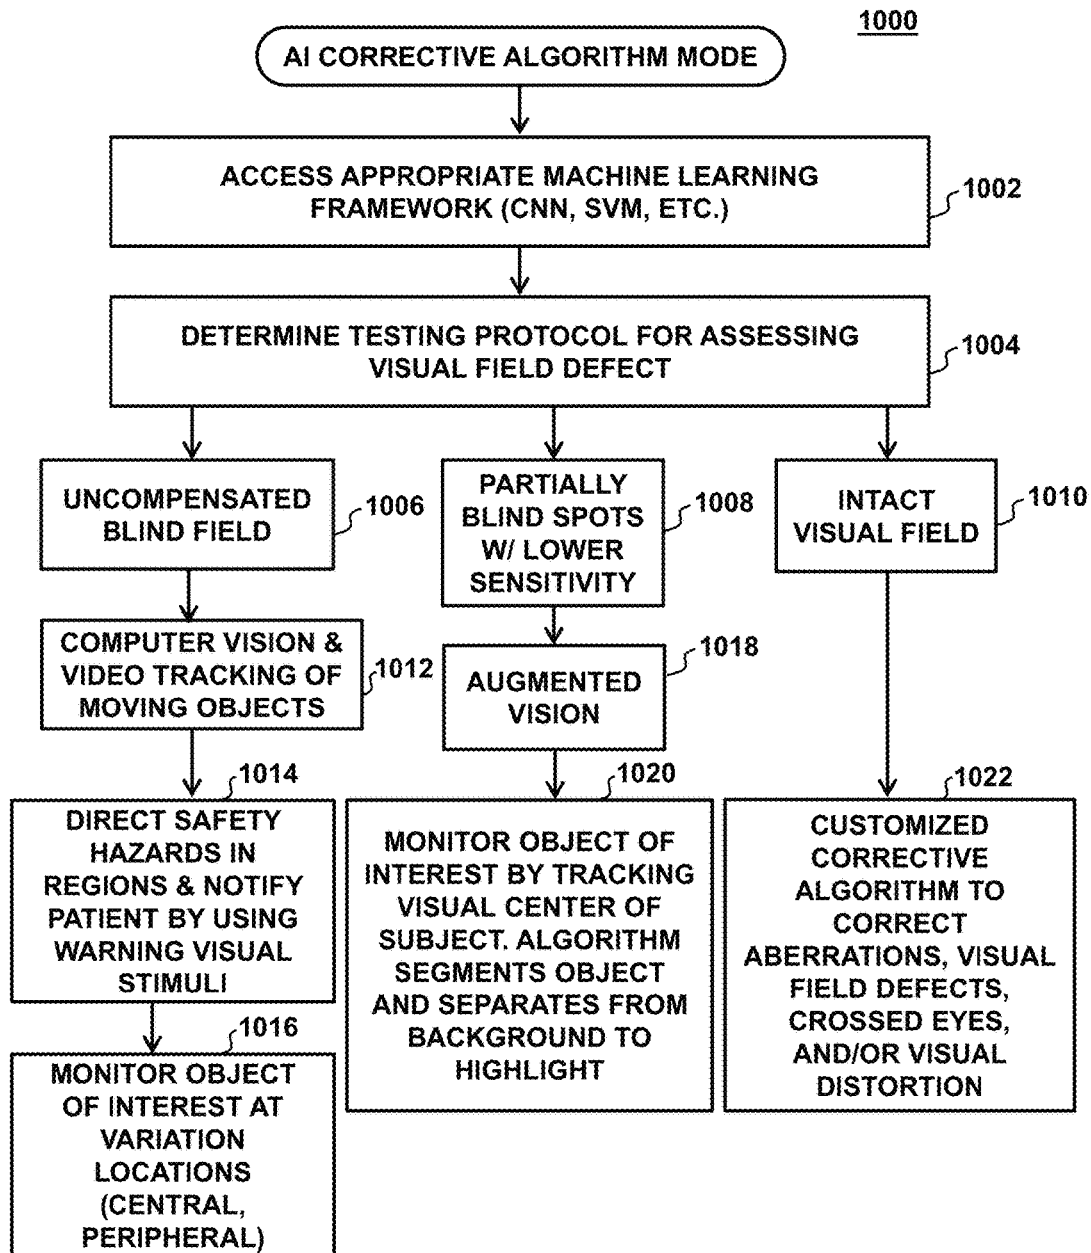 1000
AI CORRECTIVE ALGORITHM MODE
ACCESS APPROPRIATE MACHINE LEARNING
FRAMEWORK (CNN, SVM, ETC.)
1002
DETERMINE TESTING PROTOCOL FOR ASSESSING
VISUAL FIELD DEFECT
1004
UNCOMPENSATED
BLIND FIELD
1006
PARTIALLY
BLIND SPOTS
W/ LOWER
SENSITIVITY
1008
INTACT
VISUAL FIELD
1010
COMPUTER VISION &
VIDEO TRACKING OF
MOVING OBJECTS
1012
AUGMENTED
VISION
1018
1014
DIRECT SAFETY
HAZARDS IN
REGIONS & NOTIFY
PATIENT BY USING
WARNING VISUAL
STIMULI
1020
MONITOR OBJECT OF
INTEREST BY TRACKING
VISUAL CENTER OF
SUBJECT. ALGORITHM
SEGMENTS OBJECT
AND SEPARATES FROM
BACKGROUND TO
HIGHLIGHT
1022
CUSTOMIZED
CORRECTIVE
ALGORITHM TO
CORRECT
ABERRATIONS, VISUAL
FIELD DEFECTS,
CROSSED EYES,
AND/OR VISUAL
DISTORTION
1016
MONITOR OBJECT
OF INTEREST AT
VARIATION
LOCATIONS
(CENTRAL,
PERIPHERAL)